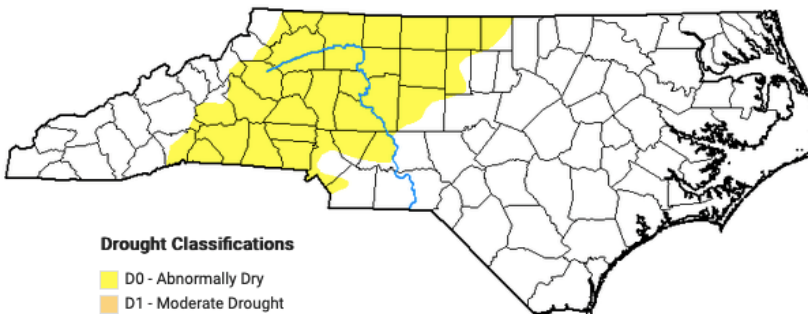 Drought Classifications
D0 - Abnormally Dry
D1 - Moderate Drought